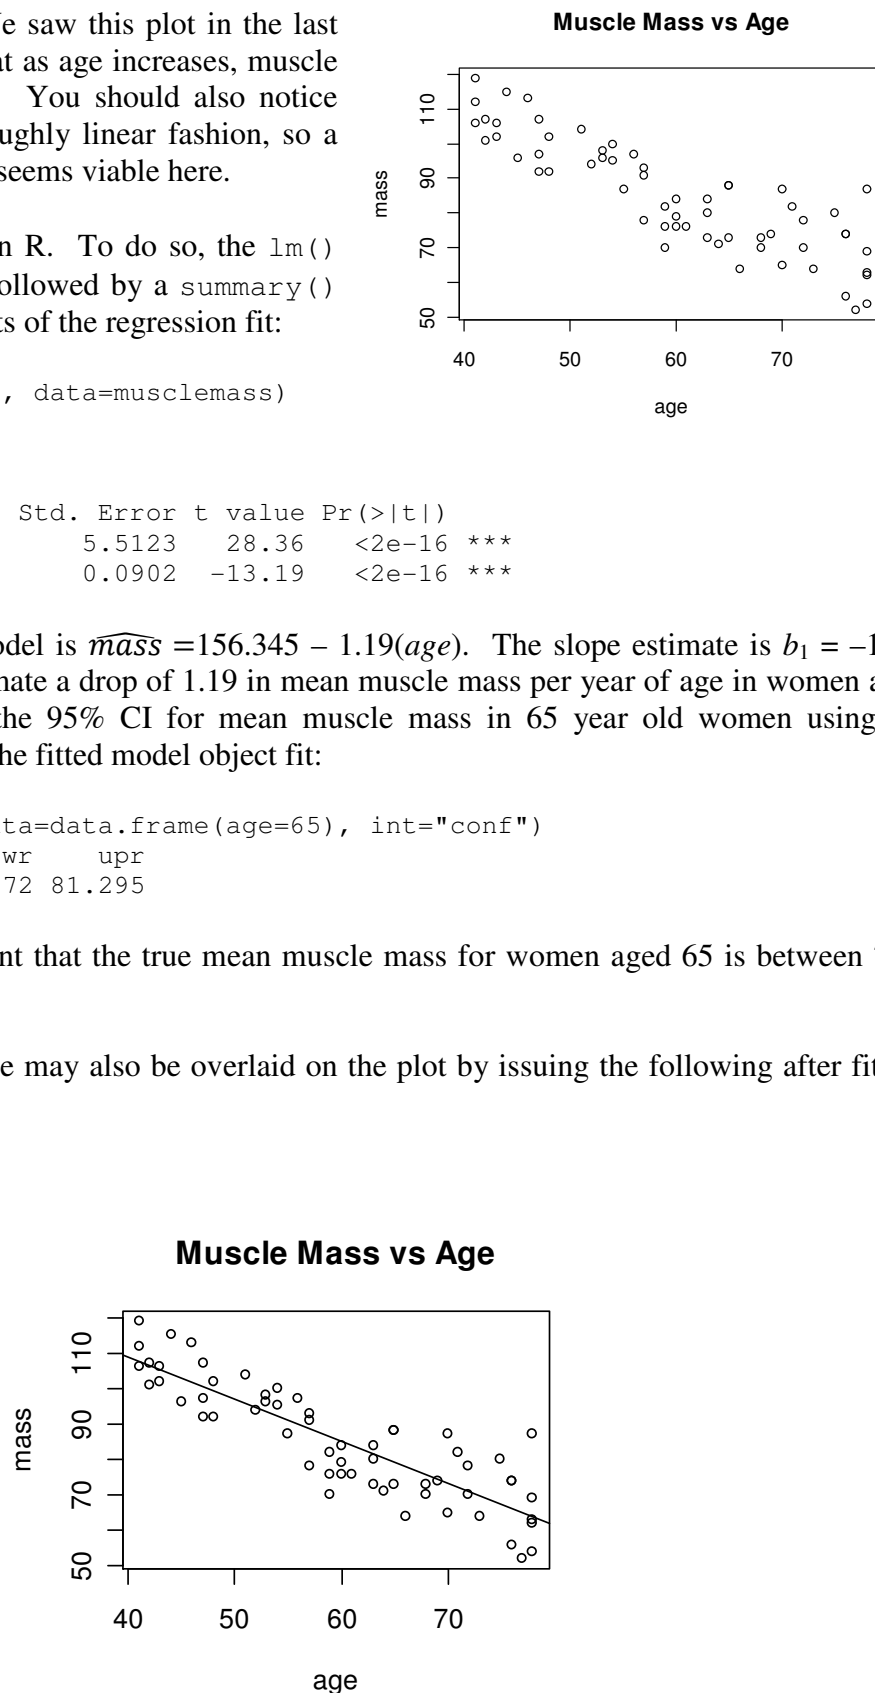 e saw this plot in the last
at as age increases, muscle
You should also notice
ughly linear fashion, so a
seems viable here.
n R. To do so, the lm()
ollowed by a summary()
ts of the regression fit:
, data=musclemass)
Muscle Mass vs Age
110
90
70
50
mass
40 50 60 70
age
Std. Error t value Pr(>|t|)
5.5123 28.36 <2e-16 ***
0.0902 -13.19 <2e-16 ***
odel is m̂ass =156.345 – 1.19(age). The slope estimate is b1 = –1
mate a drop of 1.19 in mean muscle mass per year of age in women a
the 95% CI for mean muscle mass in 65 year old women using
he fitted model object fit:
ta=data.frame(age=65), int="conf")
wr upr
72 81.295
nt that the true mean muscle mass for women aged 65 is between
e may also be overlaid on the plot by issuing the following after fit
Muscle Mass vs Age
110
90
70
50
mass
40 50 60 70
age